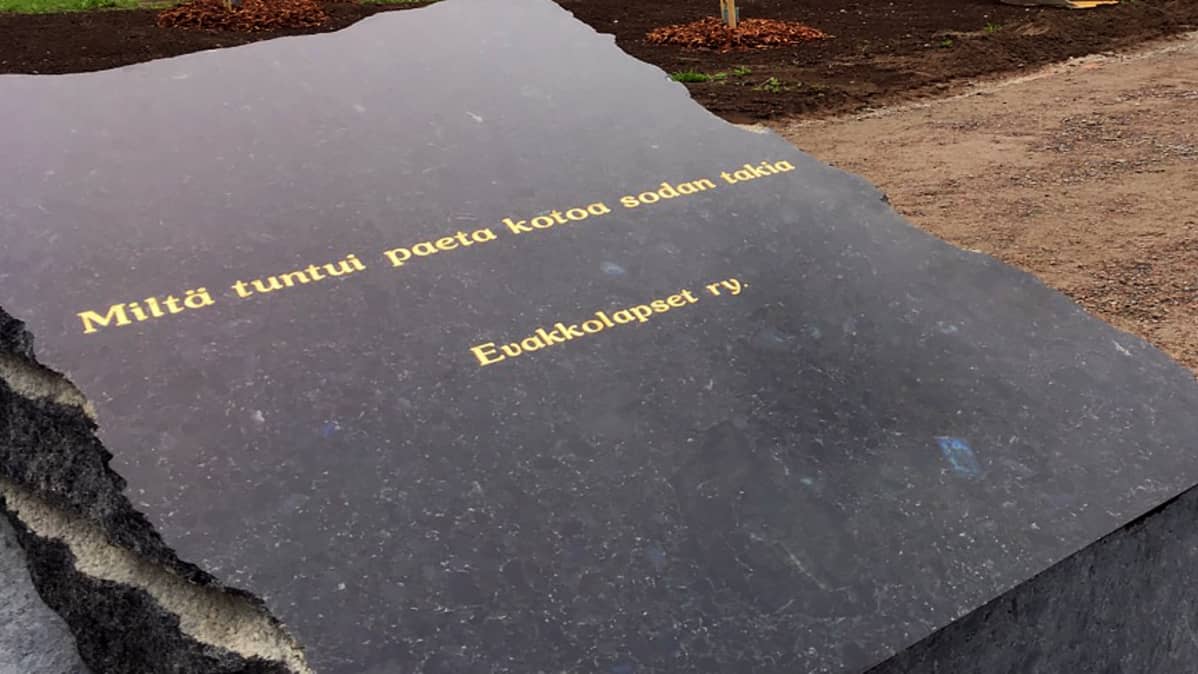 Miltä tuntui paeta kotoa sodan takia
Evakkolapset ry.